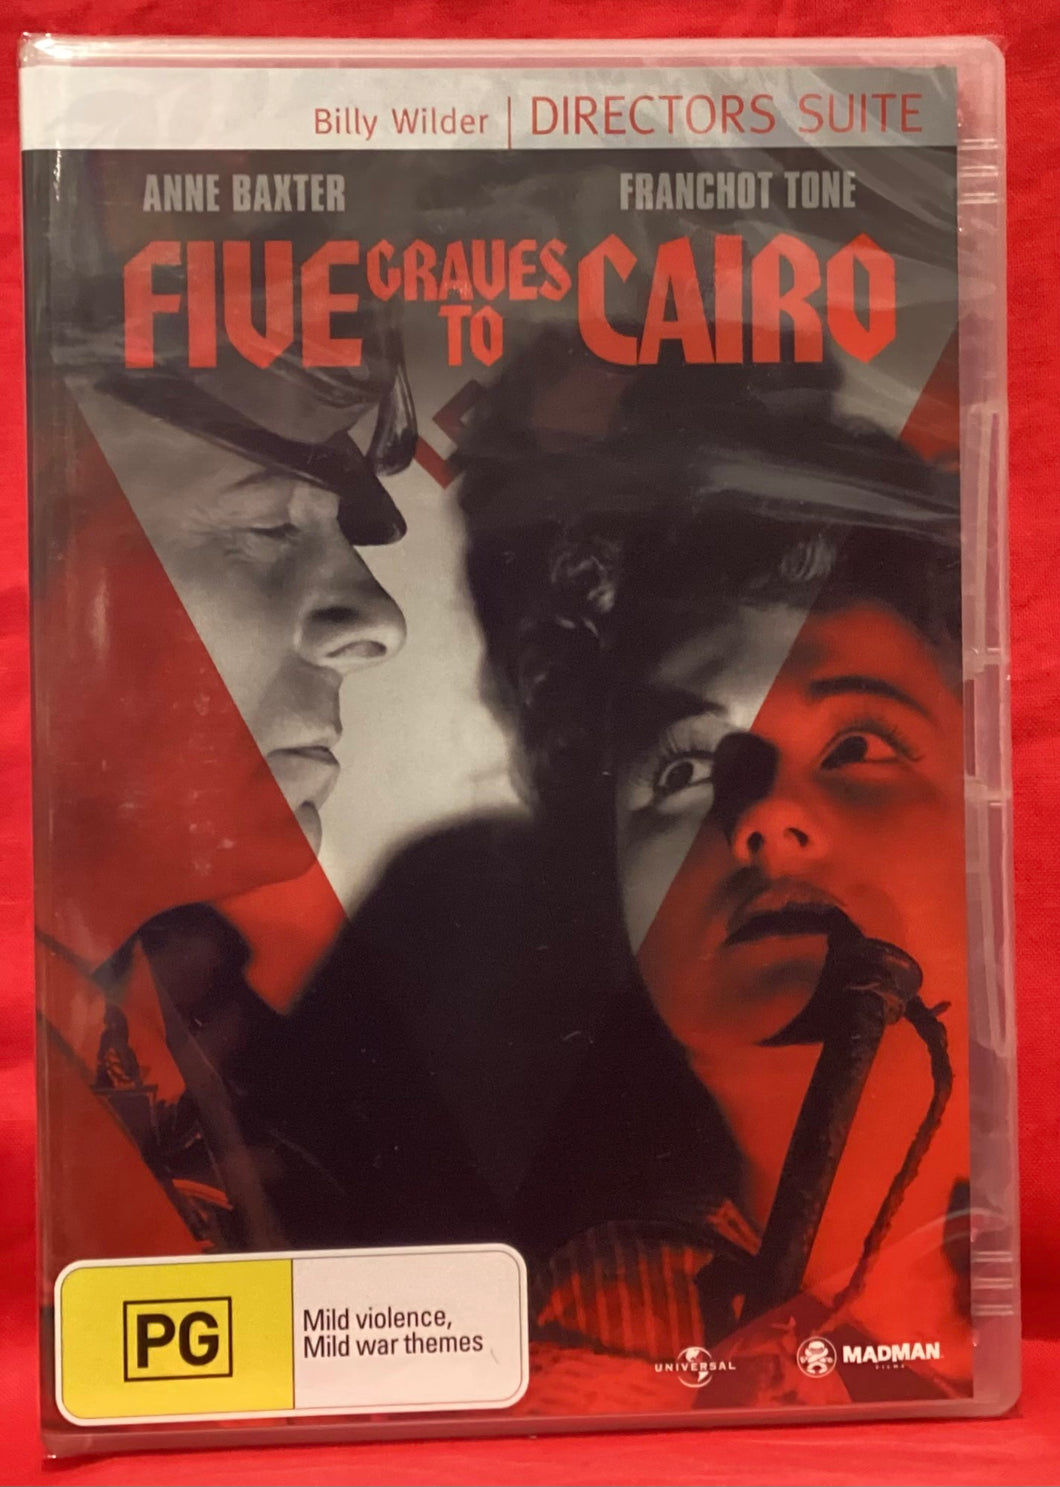 Billy Wilder | DIRECTORS SUITE
ANNE BAXTER FRANCHOT TONE
FIVE GRAVES TO CAIRO
PG
Mild violence,
Mild war themes
UNIVERSAL
MADMAN
FILMS